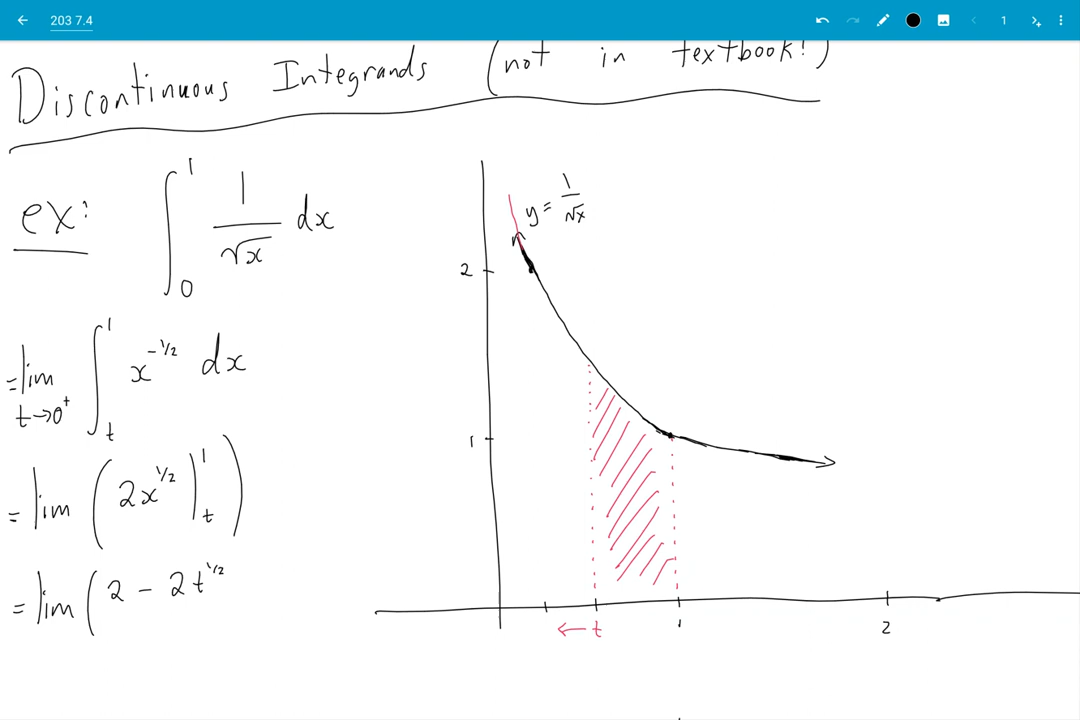 203 7.4
1
Discontinuous Integrands (not in textbook!)
ex: ∫₀¹ 1/√x dx
= lim t→0⁺ ∫ₜ¹ x^(-1/2) dx
= lim (2x^(1/2) |ₜ¹)
= lim (2 - 2t^(1/2)
y = 1/√x
2
1
← t
1
2